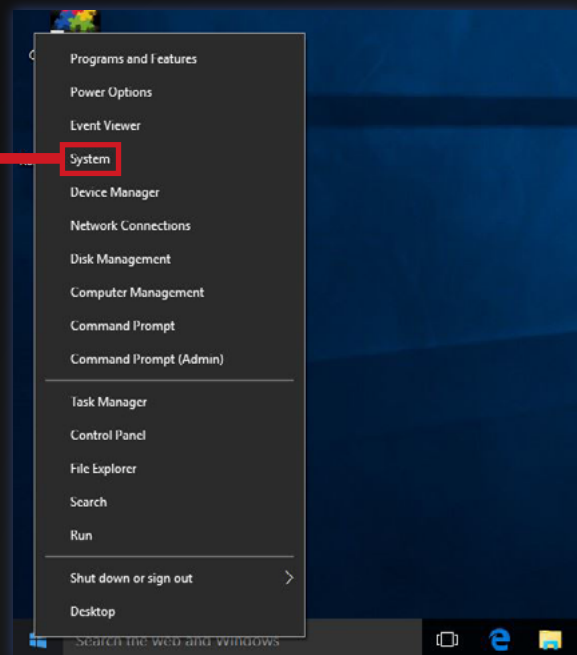 Programs and Features
Power Options
Event Viewer
System
Device Manager
Network Connections
Disk Management
Computer Management
Command Prompt
Command Prompt (Admin)
Task Manager
Control Panel
File Explorer
Search
Run
Shut down or sign out
Desktop
Search the web and Windows